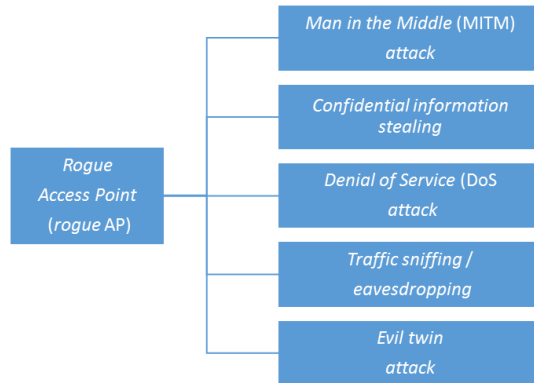 Man in the Middle (MITM)
attack
Confidential information
stealing
Rogue
Access Point
(rogue AP)
Denial of Service (DoS
attack
Traffic sniffing /
eavesdropping
Evil twin
attack